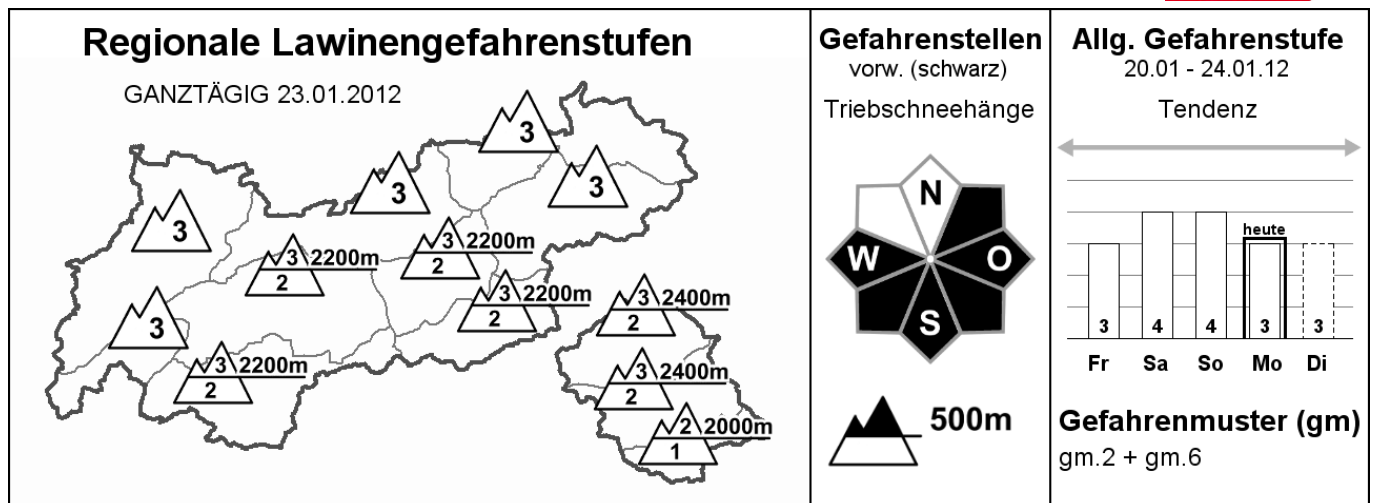 Regionale Lawinengefahrenstufen
GANZTÄGIG 23.01.2012
3
3
3
3
3 2200m
2
3 2200m
2
3 2200m
2
3
3 2200m
2
3 2400m
2
3 2400m
2
2 2000m
1
Gefahrenstellen
vorw. (schwarz)
Triebschneehänge
N
W O
S
500m
Allg. Gefahrenstufe
20.01 - 24.01.12
Tendenz
heute
3 4 4 3 3
Fr Sa So Mo Di
Gefahrenmuster (gm)
gm.2 + gm.6